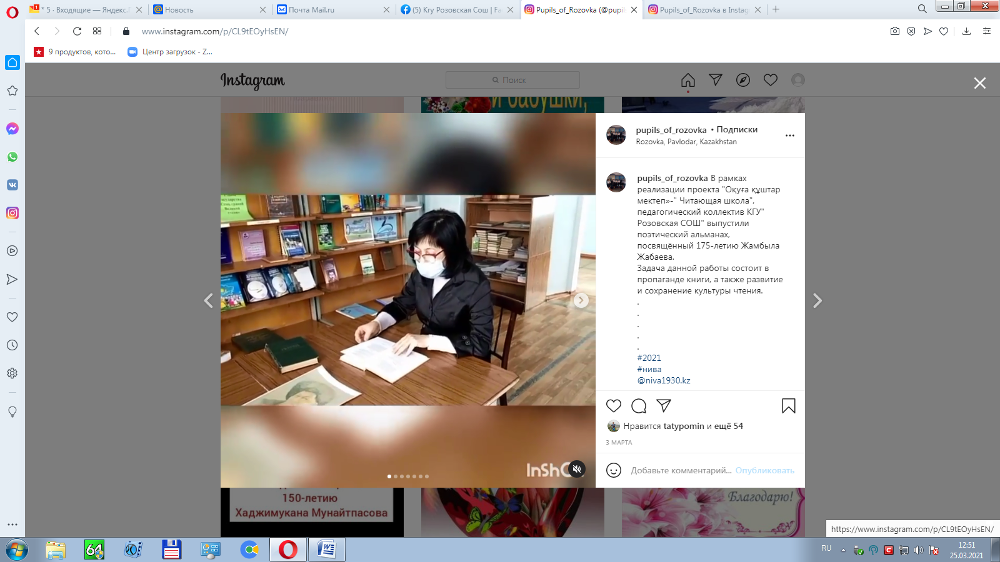 * 5 · Входящие — Яндекс.
Новость
Почта Mail.ru
(5) Kry Розовская Сош | Fa
Pupils_of_Rozovka (@pupil
Pupils_of_Rozovka в Instag
www.instagram.com/p/CL9tEOyHsEN/
9 продуктов, кото...
Центр загрузок - Z...
Instagram
Поиск
и бабушки,
pupils_of_rozovka • Подписки
Rozovka, Pavlodar, Kazakhstan
pupils_of_rozovka В рамках
реализации проекта "Оқуға құштар
мектеп»-" Читающая школа",
педагогический коллектив КГУ"
Розовская СОШ" выпустили
поэтический альманах,
посвящённый 175-летию Жамбыла
Жабаева.
Задача данной работы состоит в
пропаганде книги, а также развитие
и сохранение культуры чтения.
.
.
.
.
.
#2021
#нива
@niva1930.kz
Нравится tatypomin и ещё 54
3 МАРТА
Добавьте комментарий... Опубликовать
InSh
150-летию
Хаджимукана Мунайтпасова
Благодарю!
https://www.instagram.com/p/CL9tEOyHsEN/
64
RU
12:51
25.03.2021